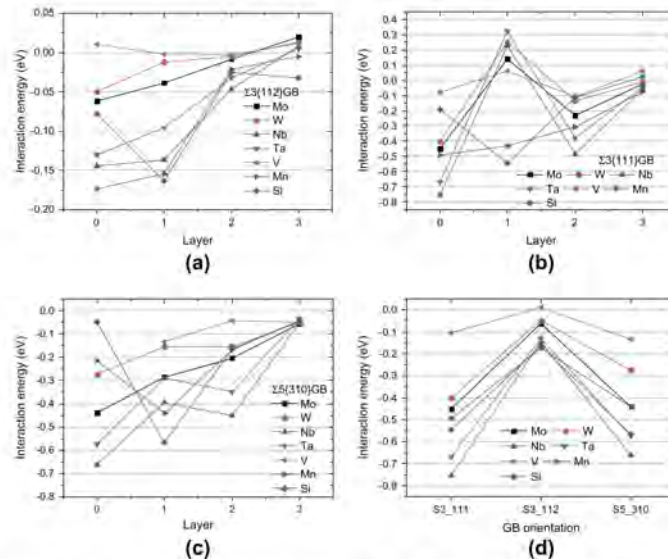 0.05
0.00
−0.05
−0.10
−0.15
−0.20
Interaction energy (eV)
Σ3{112}GB
Mo
W
Nb
Ta
V
Mn
Si
0 1 2 3
Layer
(a)
0.4
0.3
0.2
0.1
0.0
−0.1
−0.2
−0.3
−0.4
−0.5
−0.6
−0.7
−0.8
Interaction energy (eV)
Σ3{111}GB
Mo W Nb
Ta V Mn
Si
0 1 2 3
Layer
(b)
0.0
−0.1
−0.2
−0.3
−0.4
−0.5
−0.6
−0.7
−0.8
Interaction energy (eV)
Σ5{310}GB
Mo
W
Nb
Ta
V
Mn
Si
0 1 2 3
Layer
(c)
0.0
−0.1
−0.2
−0.3
−0.4
−0.5
−0.6
−0.7
−0.8
Interaction energy (eV)
Mo W
Nb Ta
V Mn
Si
S3_111 S3_112 S5_310
GB orientation
(d)